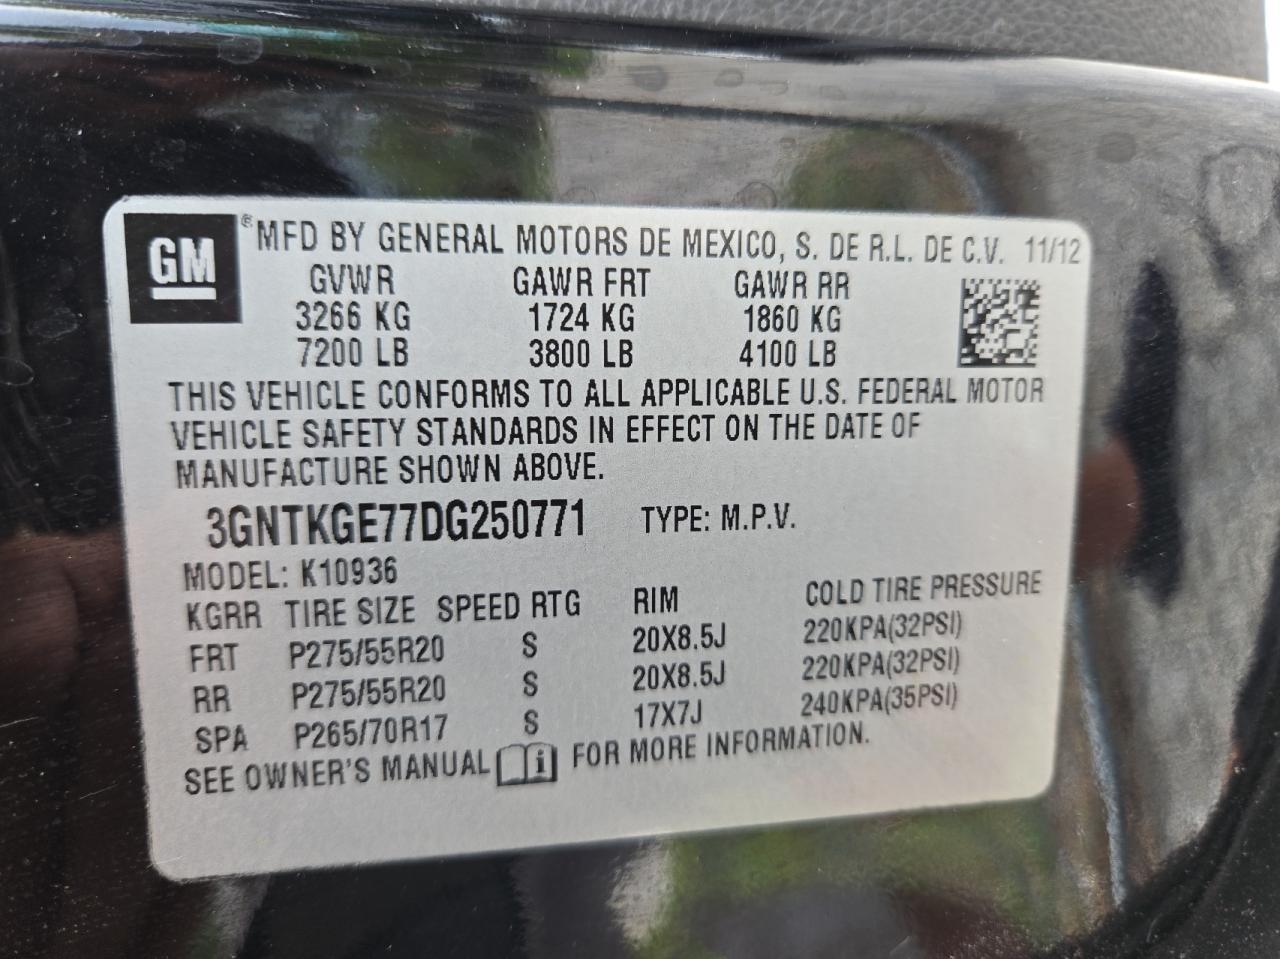 GM ® MFD BY GENERAL MOTORS DE MEXICO, S. DE R.L. DE C.V. 11/12
GVWR GAWR FRT GAWR RR
3266 KG 1724 KG 1860 KG
7200 LB 3800 LB 4100 LB
THIS VEHICLE CONFORMS TO ALL APPLICABLE U.S. FEDERAL MOTOR
VEHICLE SAFETY STANDARDS IN EFFECT ON THE DATE OF
MANUFACTURE SHOWN ABOVE.
3GNTKGE77DG250771 TYPE: M.P.V.
MODEL: K10936
KGRR TIRE SIZE SPEED RTG RIM COLD TIRE PRESSURE
FRT P275/55R20 S 20X8.5J 220KPA(32PSI)
RR P275/55R20 S 20X8.5J 220KPA(32PSI)
SPA P265/70R17 S 17X7J 240KPA(35PSI)
SEE OWNER'S MANUAL i FOR MORE INFORMATION.